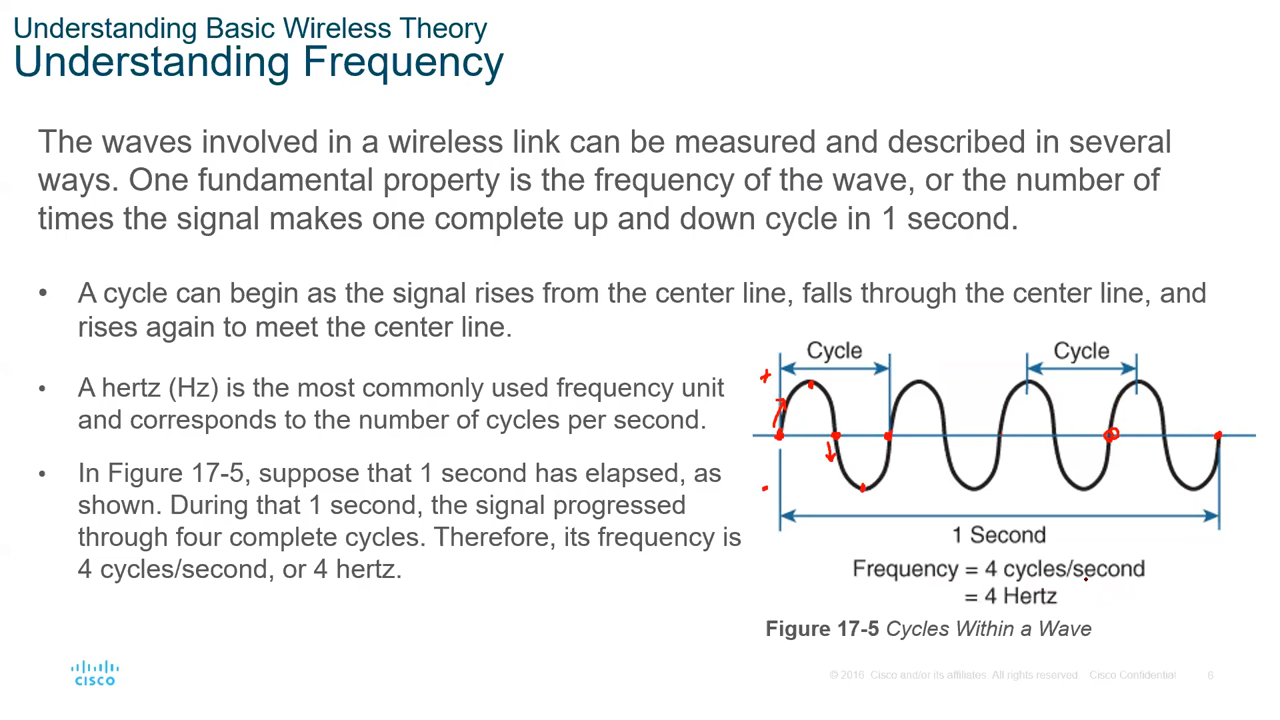 Understanding Basic Wireless Theory
Understanding Frequency
The waves involved in a wireless link can be measured and described in several
ways. One fundamental property is the frequency of the wave, or the number of
times the signal makes one complete up and down cycle in 1 second.
• A cycle can begin as the signal rises from the center line, falls through the center line, and
rises again to meet the center line.
• A hertz (Hz) is the most commonly used frequency unit
and corresponds to the number of cycles per second.
• In Figure 17-5, suppose that 1 second has elapsed, as
shown. During that 1 second, the signal progressed
through four complete cycles. Therefore, its frequency is
4 cycles/second, or 4 hertz.
Cycle
Cycle
+
-
1 Second
Frequency = 4 cycles/second
= 4 Hertz
Figure 17-5 Cycles Within a Wave
CISCO
© 2016 Cisco and/or its affiliates. All rights reserved. Cisco Confidential
6